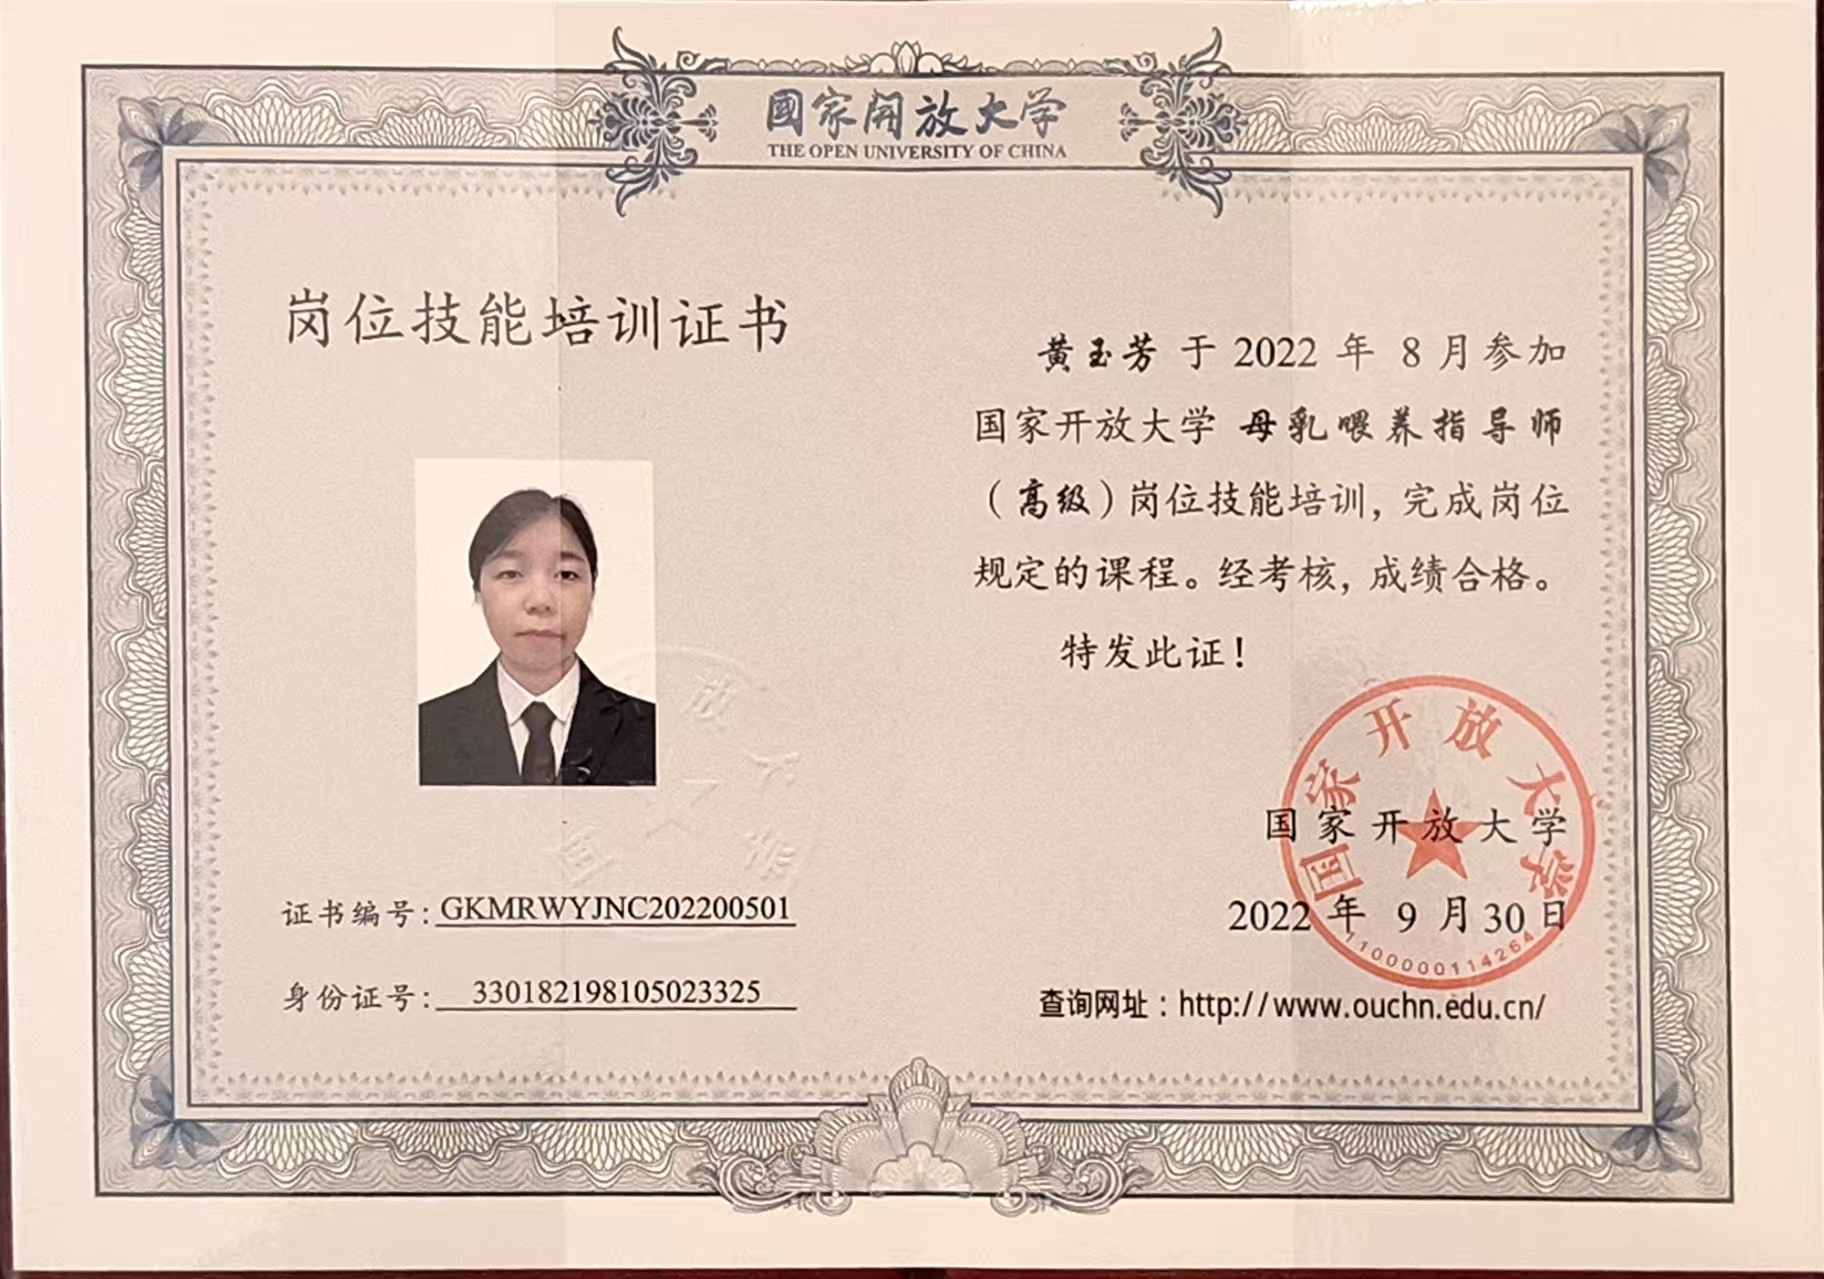 國家開放大学
THE OPEN UNIVERSITY OF CHINA
岗位技能培训证书
黄玉芳 于 2022 年 8 月参加
国家开放大学 母乳喂养指导师
（高级）岗位技能培训，完成岗位
规定的课程。经考核，成绩合格。
特发此证！
放大学
国
证书编号：GKMRWYJNC202200501
身份证号：330182198105023325
国家开放大学
2022 年 9 月 30 日
国家开放大学
1100000114264
查询网址：http://www.ouchn.edu.cn/